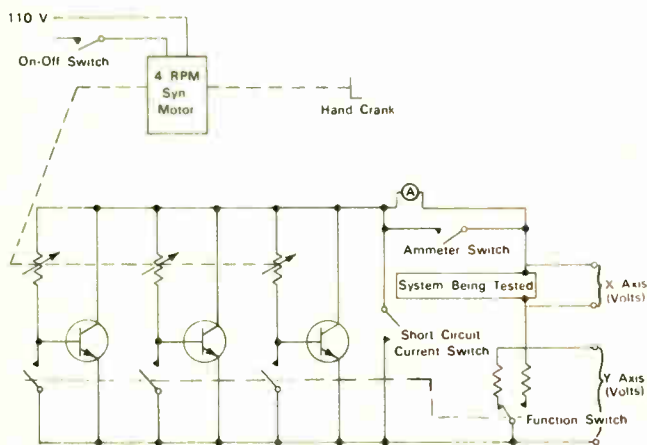 110 V
On-Off Switch
4 RPM
Syn
Motor
Hand Crank
A
Ammeter Switch
System Being Tested
X Axis
(Volts)
Short Circuit
Current Switch
Y Axis
(Volts)
Function Switch